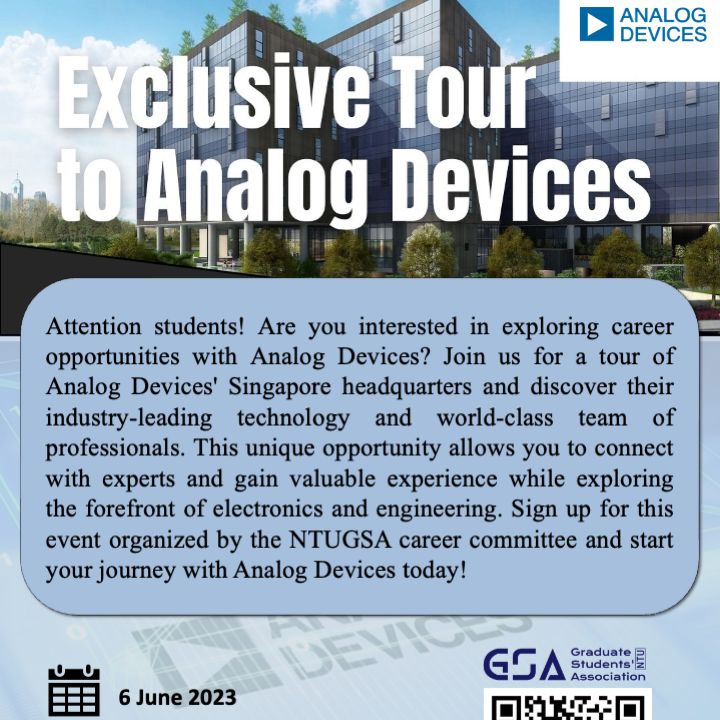 ANALOG
DEVICES
Exclusive Tour
to Analog Devices
Attention students! Are you interested in exploring career
opportunities with Analog Devices? Join us for a tour of
Analog Devices' Singapore headquarters and discover their
industry-leading technology and world-class team of
professionals. This unique opportunity allows you to connect
with experts and gain valuable experience while exploring
the forefront of electronics and engineering. Sign up for this
event organized by the NTUGSA career committee and start
your journey with Analog Devices today!
ANALOG
DEVICES
GSA
Graduate
Students'
Association
NTU
6 June 2023